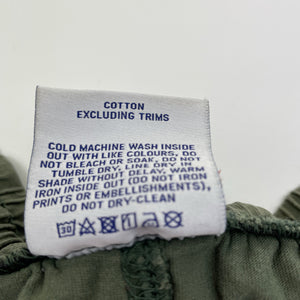 COTTON
EXCLUDING TRIMS
COLD MACHINE WASH INSIDE
OUT WITH LIKE COLOURS, DO
NOT BLEACH OR SOAK, DO NOT
TUMBLE DRY, LINE DRY IN
SHADE WITHOUT DELAY, WARM
IRON INSIDE OUT (DO NOT IRON
PRINTS OR EMBELLISHMENTS),
DO NOT DRY-CLEAN
30